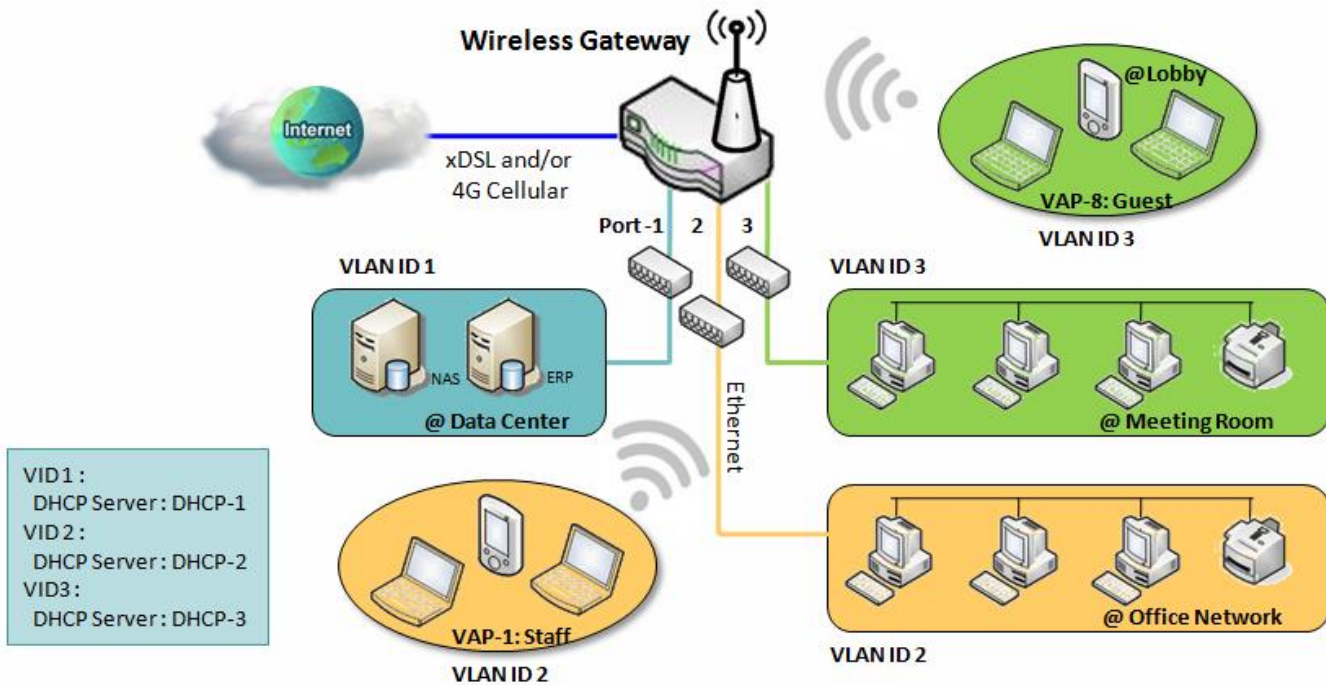 Wireless Gateway
Internet
xDSL and/or
4G Cellular
@Lobby
VAP-8: Guest
VLAN ID 3
Port -1 2 3
VLAN ID 1
NAS
ERP
@ Data Center
VLAN ID 3
@ Meeting Room
Ethernet
VID1 :
DHCP Server : DHCP-1
VID2 :
DHCP Server : DHCP-2
VID3:
DHCP Server : DHCP-3
VAP-1: Staff
VLAN ID 2
@ Office Network
VLAN ID 2